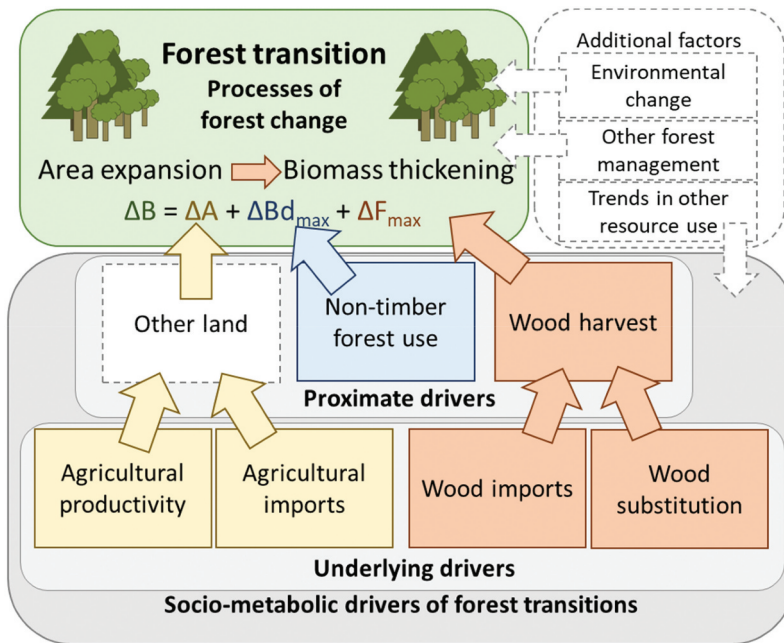 Forest transition
Processes of
forest change
Area expansion
Biomass thickening
ΔB = ΔA + ΔBd_max + ΔF_max
Additional factors
Environmental
change
Other forest
management
Trends in other
resource use
Other land
Non-timber
forest use
Wood harvest
Proximate drivers
Agricultural
productivity
Agricultural
imports
Wood imports
Wood
substitution
Underlying drivers
Socio-metabolic drivers of forest transitions